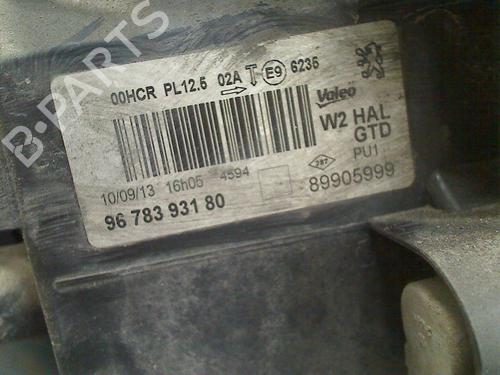 B-PARTS
00HCR PL12.5 02A E9 6235
Valeo
W2 HAL
GTD
PU1
10/09/13 16h05 4594
287
89905999
96 783 931 80